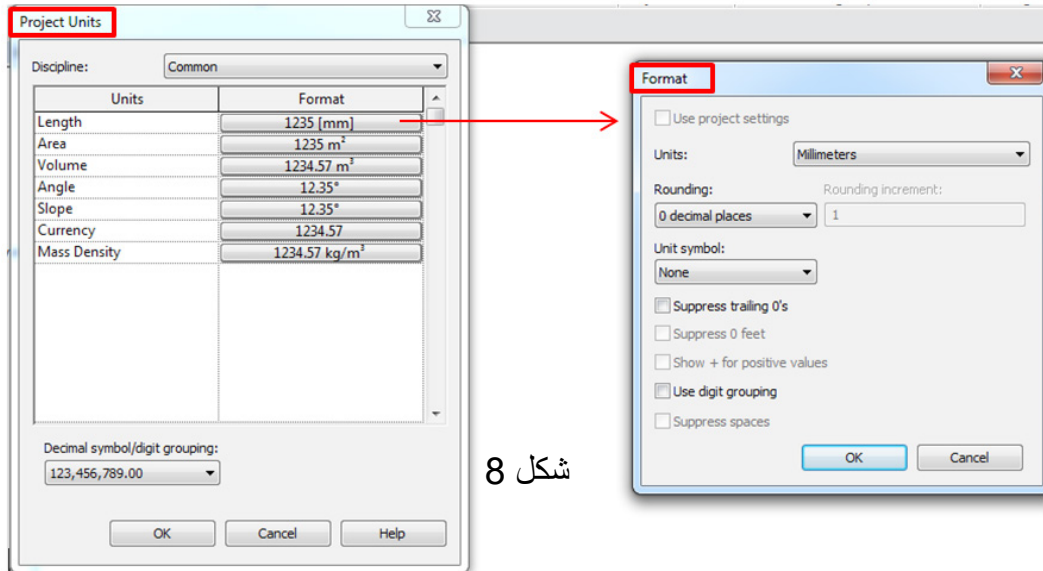 Project Units
Discipline: Common
Units Format
Length 1235 [mm]
Area 1235 m²
Volume 1234.57 m³
Angle 12.35°
Slope 12.35°
Currency 1234.57
Mass Density 1234.57 kg/m³
Decimal symbol/digit grouping:
123,456,789.00
OK Cancel Help
شكل 8
Format
Use project settings
Units: Millimeters
Rounding: Rounding increment:
0 decimal places 1
Unit symbol:
None
Suppress trailing 0's
Suppress 0 feet
Show + for positive values
Use digit grouping
Suppress spaces
OK Cancel